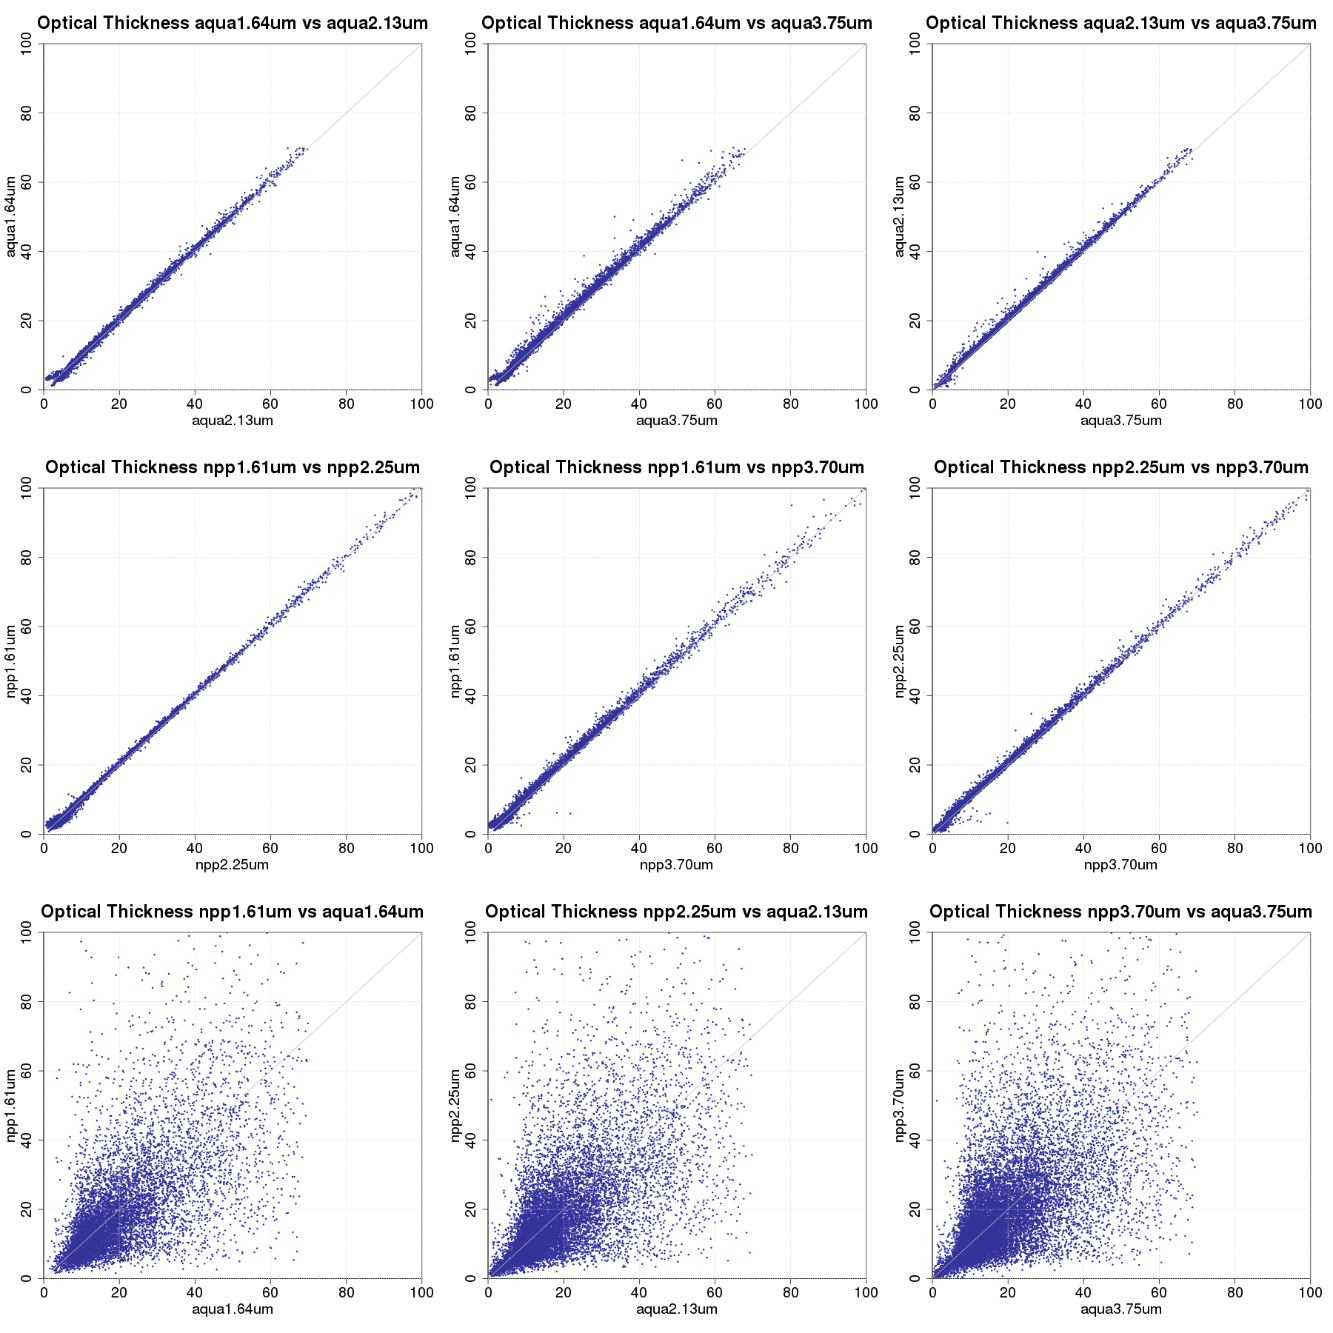 Optical Thickness aqua1.64um vs aqua2.13um
Optical Thickness aqua1.64um vs aqua3.75um
Optical Thickness aqua2.13um vs aqua3.75um
100
80
60
40
20
0
aqua1.64um
0 20 40 60 80 100
aqua2.13um
100
80
60
40
20
0
aqua1.64um
0 20 40 60 80 100
aqua3.75um
100
80
60
40
20
0
aqua2.13um
0 20 40 60 80 100
aqua3.75um
Optical Thickness npp1.61um vs npp2.25um
Optical Thickness npp1.61um vs npp3.70um
Optical Thickness npp2.25um vs npp3.70um
100
80
60
40
20
0
npp1.61um
0 20 40 60 80 100
npp2.25um
100
80
60
40
20
0
npp1.61um
0 20 40 60 80 100
npp3.70um
100
80
60
40
20
0
npp2.25um
0 20 40 60 80 100
npp3.70um
Optical Thickness npp1.61um vs aqua1.64um
Optical Thickness npp2.25um vs aqua2.13um
Optical Thickness npp3.70um vs aqua3.75um
100
80
60
40
20
0
npp1.61um
0 20 40 60 80 100
aqua1.64um
100
80
60
40
20
0
npp2.25um
0 20 40 60 80 100
aqua2.13um
100
80
60
40
20
0
npp3.70um
0 20 40 60 80 100
aqua3.75um